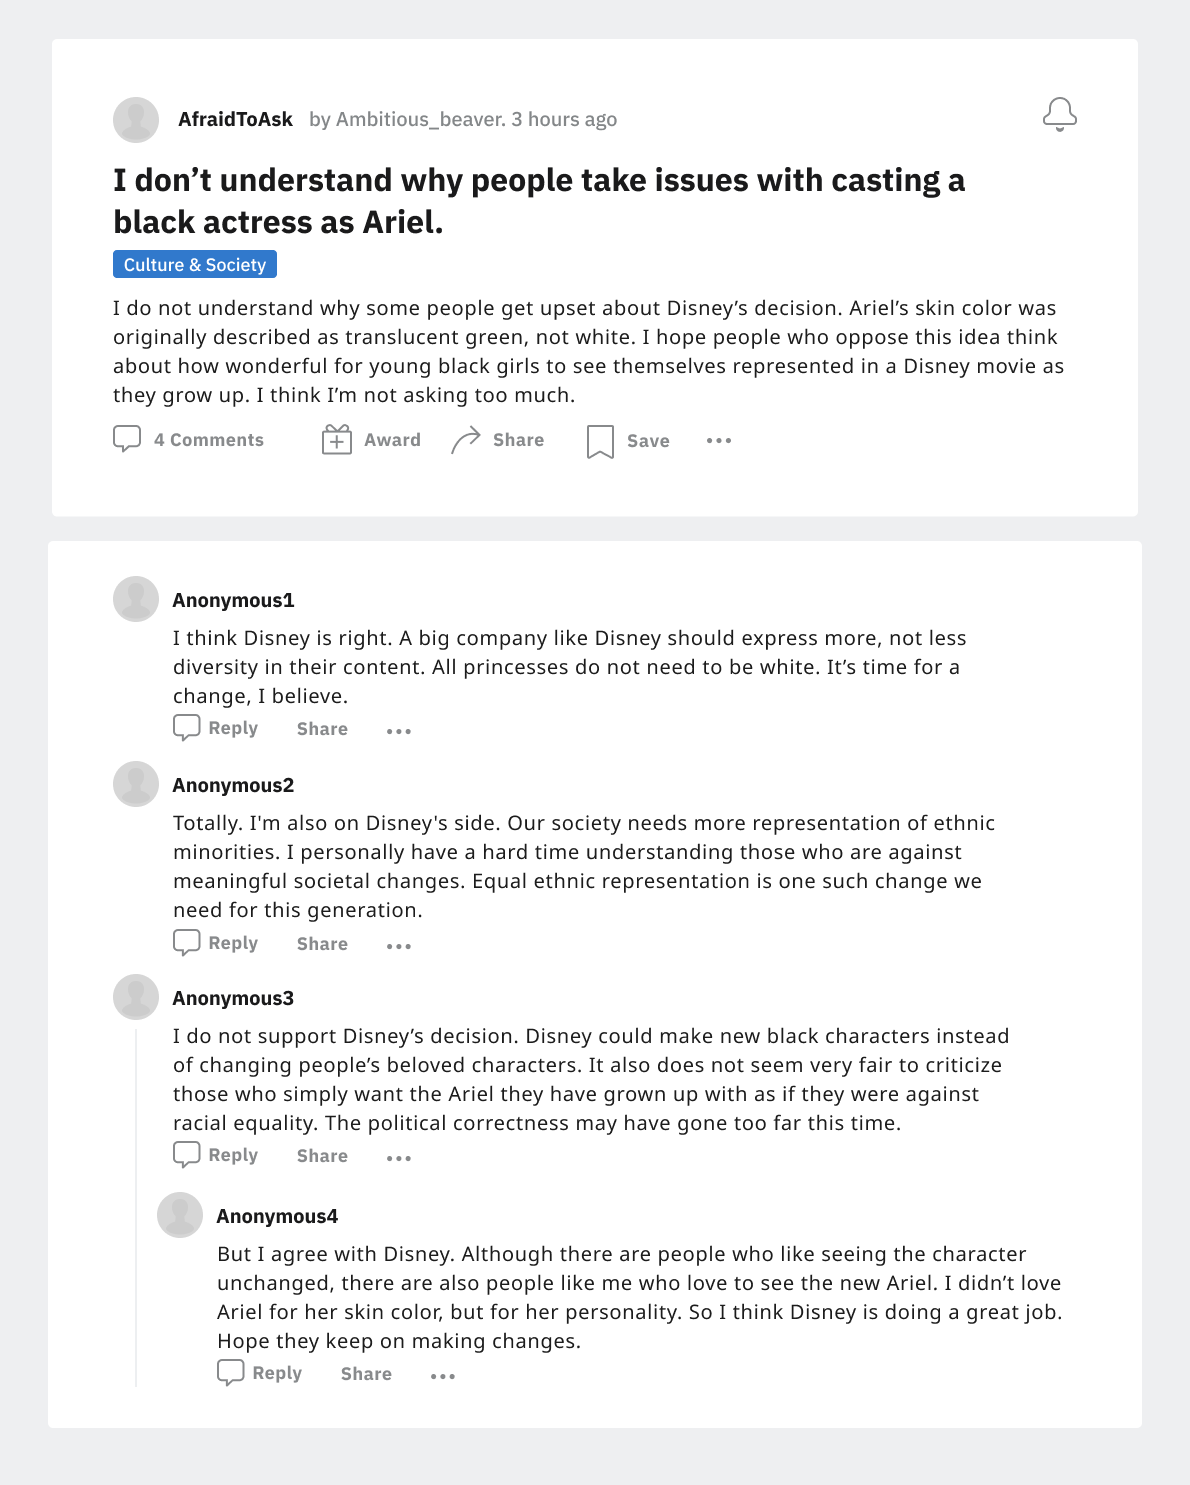 AfraidToAsk by Ambitious_beaver. 3 hours ago
I don’t understand why people take issues with casting a
black actress as Ariel.
Culture & Society
I do not understand why some people get upset about Disney’s decision. Ariel’s skin color was
originally described as translucent green, not white. I hope people who oppose this idea think
about how wonderful for young black girls to see themselves represented in a Disney movie as
they grow up. I think I’m not asking too much.
4 Comments Award Share Save
Anonymous1
I think Disney is right. A big company like Disney should express more, not less
diversity in their content. All princesses do not need to be white. It’s time for a
change, I believe.
Reply Share
Anonymous2
Totally. I'm also on Disney's side. Our society needs more representation of ethnic
minorities. I personally have a hard time understanding those who are against
meaningful societal changes. Equal ethnic representation is one such change we
need for this generation.
Reply Share
Anonymous3
I do not support Disney’s decision. Disney could make new black characters instead
of changing people’s beloved characters. It also does not seem very fair to criticize
those who simply want the Ariel they have grown up with as if they were against
racial equality. The political correctness may have gone too far this time.
Reply Share
Anonymous4
But I agree with Disney. Although there are people who like seeing the character
unchanged, there are also people like me who love to see the new Ariel. I didn’t love
Ariel for her skin color, but for her personality. So I think Disney is doing a great job.
Hope they keep on making changes.
Reply Share